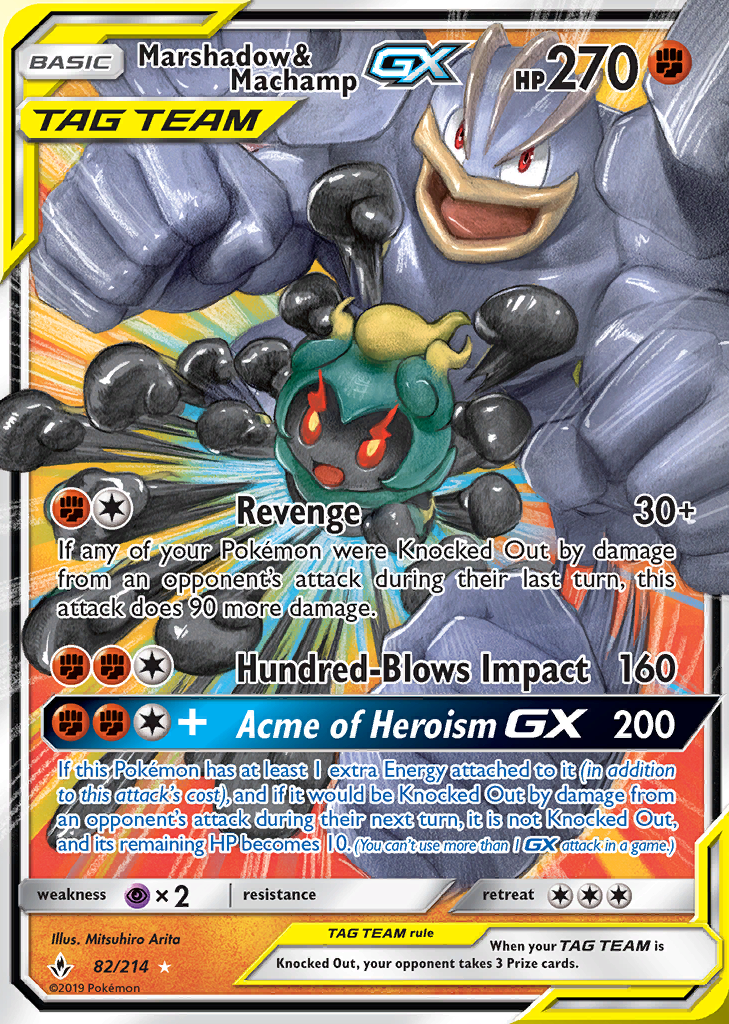 BASIC Marshadow& Machamp GX HP270
TAG TEAM
Revenge 30+
If any of your Pokémon were Knocked Out by damage
from an opponent's attack during their last turn, this
attack does 90 more damage.
Hundred-Blows Impact 160
+ Acme of Heroism GX 200
If this Pokémon has at least 1 extra Energy attached to it (in addition
to this attack's cost), and if it would be Knocked Out by damage from
an opponent's attack during their next turn, it is not Knocked Out,
and its remaining HP becomes 10. (You can't use more than 1 GX attack in a game.)
weakness ×2 resistance retreat
Illus. Mitsuhiro Arita
TAG TEAM rule
When your TAG TEAM is
Knocked Out, your opponent takes 3 Prize cards.
82/214
©2019 Pokémon